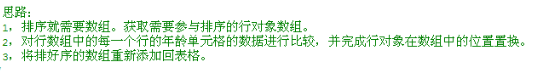 思路：
1，排序就需要数组。获取需要参与排序的行对象数组。
2，对行数组中的每一个行的年龄单元格的数据进行比较，并完成行对象在数组中的位置置换。
3，将排好序的数组重新添加回表格。